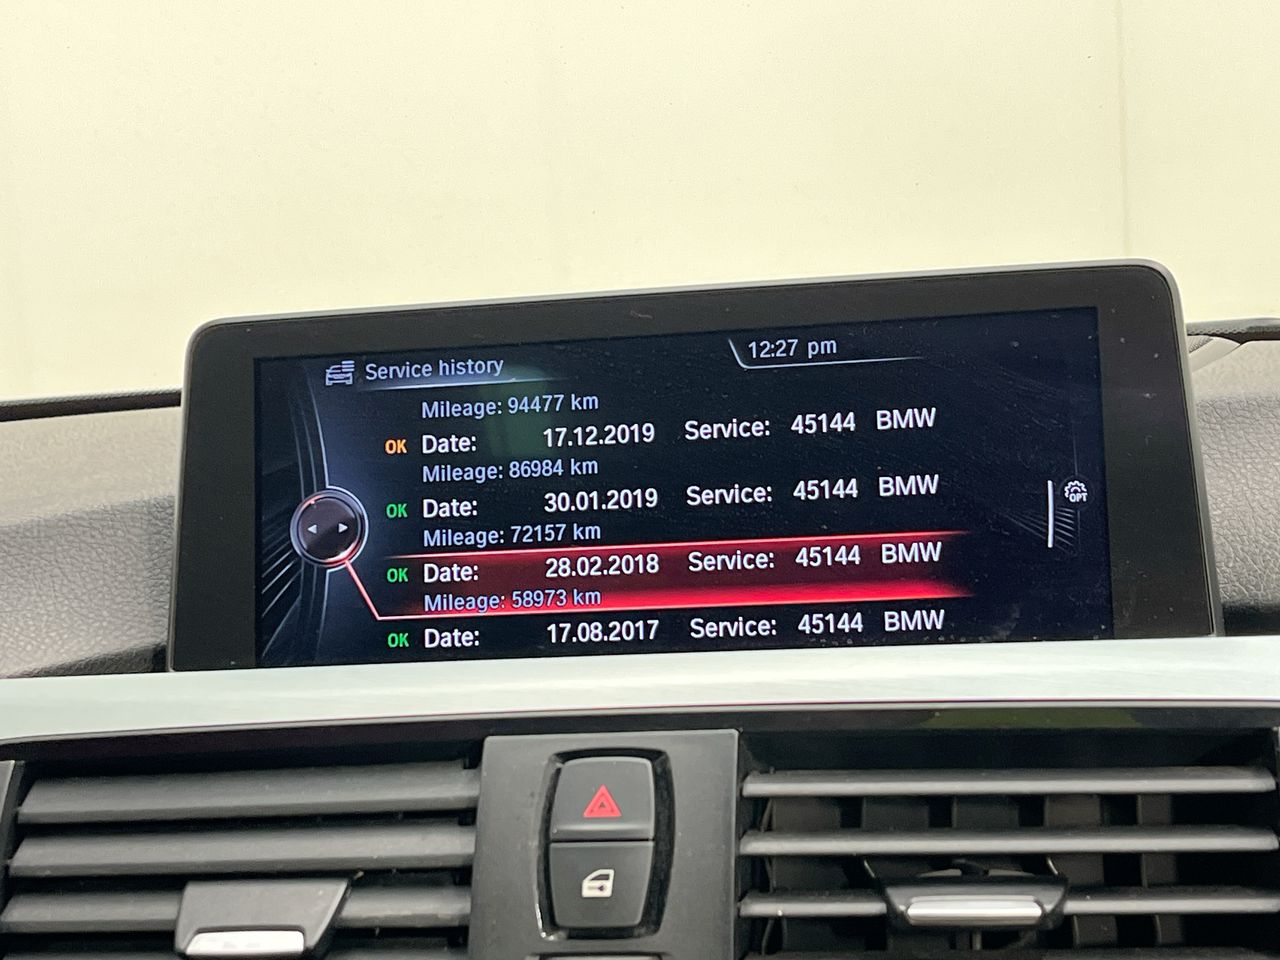 Service history
12:27 pm
Mileage: 94477 km
OK Date: 17.12.2019 Service: 45144 BMW
Mileage: 86984 km
OK Date: 30.01.2019 Service: 45144 BMW
Mileage: 72157 km
OK Date: 28.02.2018 Service: 45144 BMW
Mileage: 58973 km
OK Date: 17.08.2017 Service: 45144 BMW
OPT